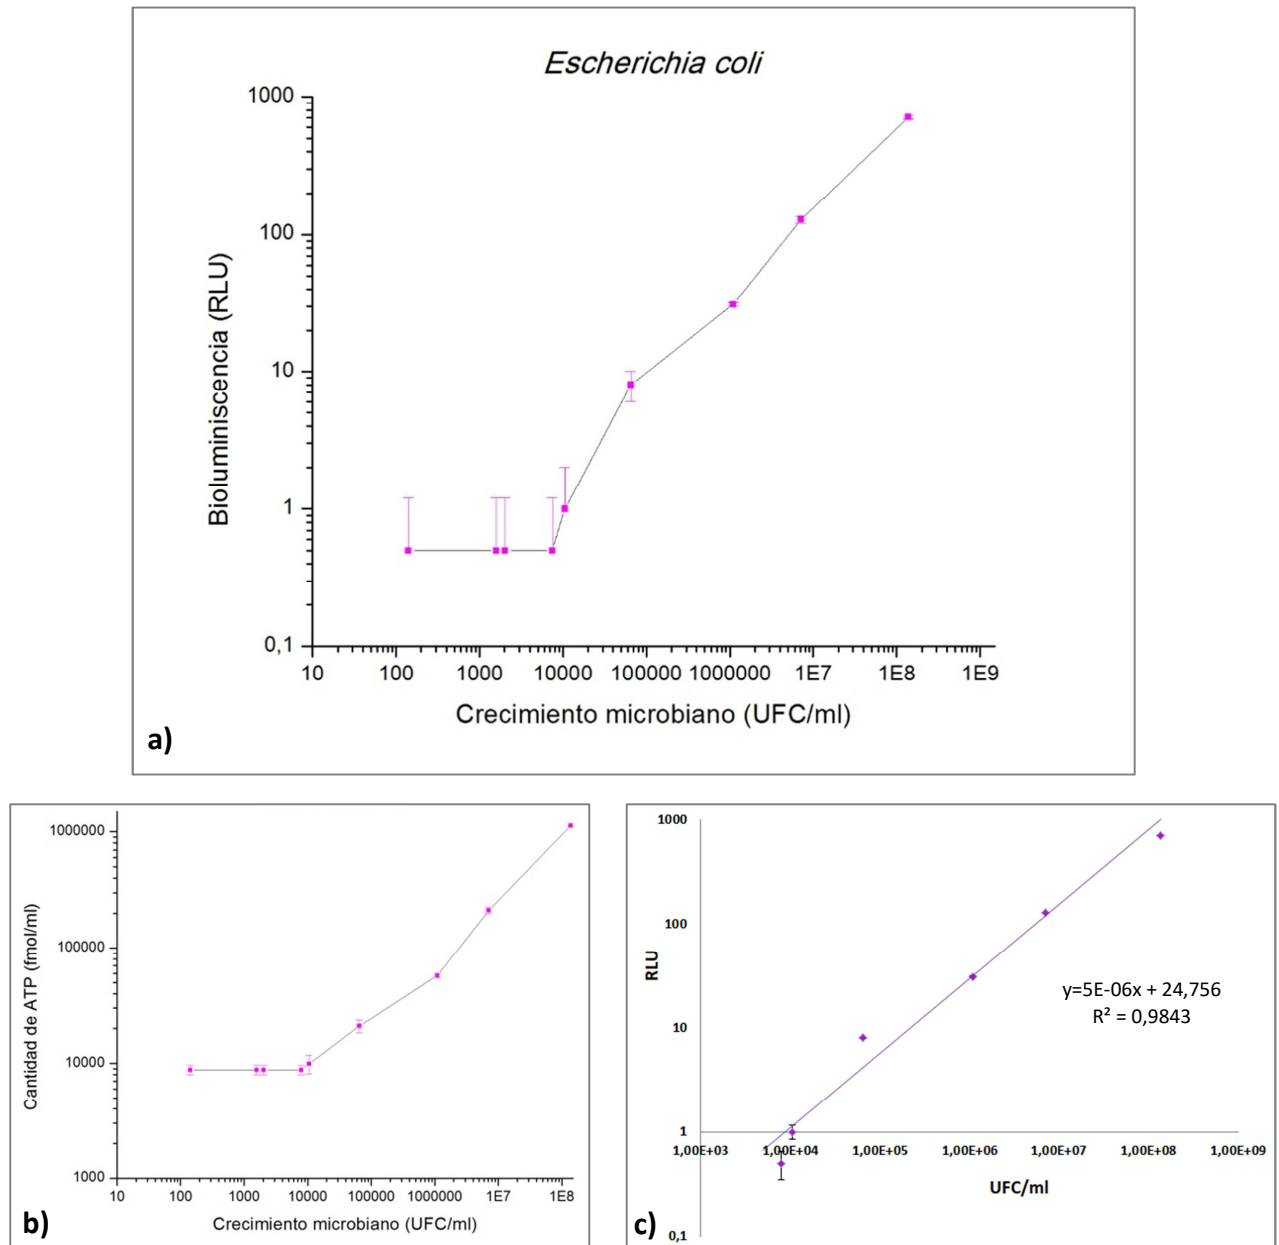 Escherichia coli
1000
100
10
1
0,1
Bioluminiscencia (RLU)
10 100 1000 10000 100000 1000000 1E7 1E8 1E9
Crecimiento microbiano (UFC/ml)
a)
1000000
100000
10000
1000
Cantidad de ATP (fmol/ml)
10 100 1000 10000 100000 1000000 1E7 1E8
Crecimiento microbiano (UFC/ml)
b)
1000
100
10
1
0,1
RLU
y=5E-06x + 24,756
R² = 0,9843
1,00E+03 1,00E+04 1,00E+05 1,00E+06 1,00E+07 1,00E+08 1,00E+09
UFC/ml
c)